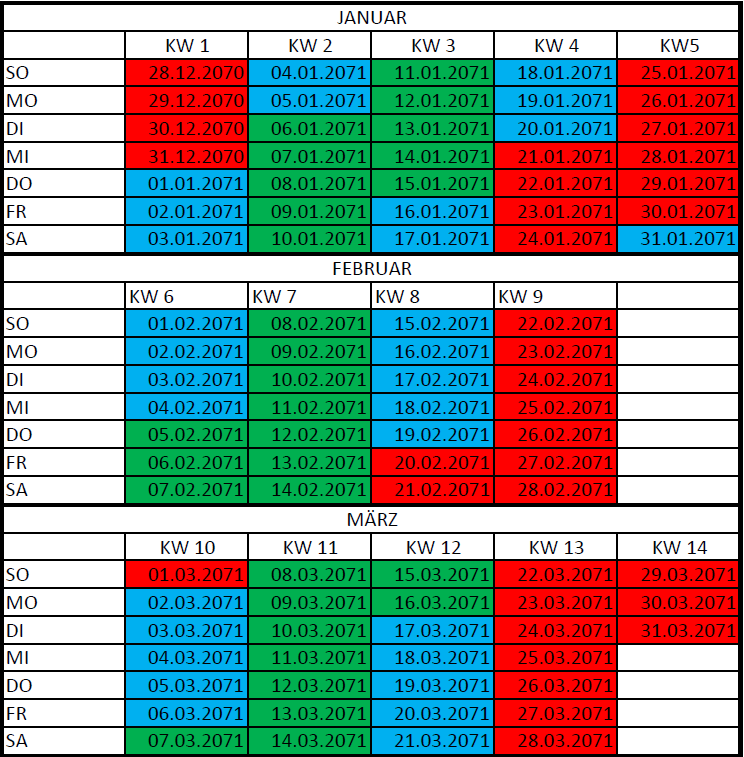 JANUAR
KW 1 KW 2 KW 3 KW 4 KW5
SO 28.12.2070 04.01.2071 11.01.2071 18.01.2071 25.01.2071
MO 29.12.2070 05.01.2071 12.01.2071 19.01.2071 26.01.2071
DI 30.12.2070 06.01.2071 13.01.2071 20.01.2071 27.01.2071
MI 31.12.2070 07.01.2071 14.01.2071 21.01.2071 28.01.2071
DO 01.01.2071 08.01.2071 15.01.2071 22.01.2071 29.01.2071
FR 02.01.2071 09.01.2071 16.01.2071 23.01.2071 30.01.2071
SA 03.01.2071 10.01.2071 17.01.2071 24.01.2071 31.01.2071
FEBRUAR
KW 6 KW 7 KW 8 KW 9
SO 01.02.2071 08.02.2071 15.02.2071 22.02.2071
MO 02.02.2071 09.02.2071 16.02.2071 23.02.2071
DI 03.02.2071 10.02.2071 17.02.2071 24.02.2071
MI 04.02.2071 11.02.2071 18.02.2071 25.02.2071
DO 05.02.2071 12.02.2071 19.02.2071 26.02.2071
FR 06.02.2071 13.02.2071 20.02.2071 27.02.2071
SA 07.02.2071 14.02.2071 21.02.2071 28.02.2071
MÄRZ
KW 10 KW 11 KW 12 KW 13 KW 14
SO 01.03.2071 08.03.2071 15.03.2071 22.03.2071 29.03.2071
MO 02.03.2071 09.03.2071 16.03.2071 23.03.2071 30.03.2071
DI 03.03.2071 10.03.2071 17.03.2071 24.03.2071 31.03.2071
MI 04.03.2071 11.03.2071 18.03.2071 25.03.2071
DO 05.03.2071 12.03.2071 19.03.2071 26.03.2071
FR 06.03.2071 13.03.2071 20.03.2071 27.03.2071
SA 07.03.2071 14.03.2071 21.03.2071 28.03.2071